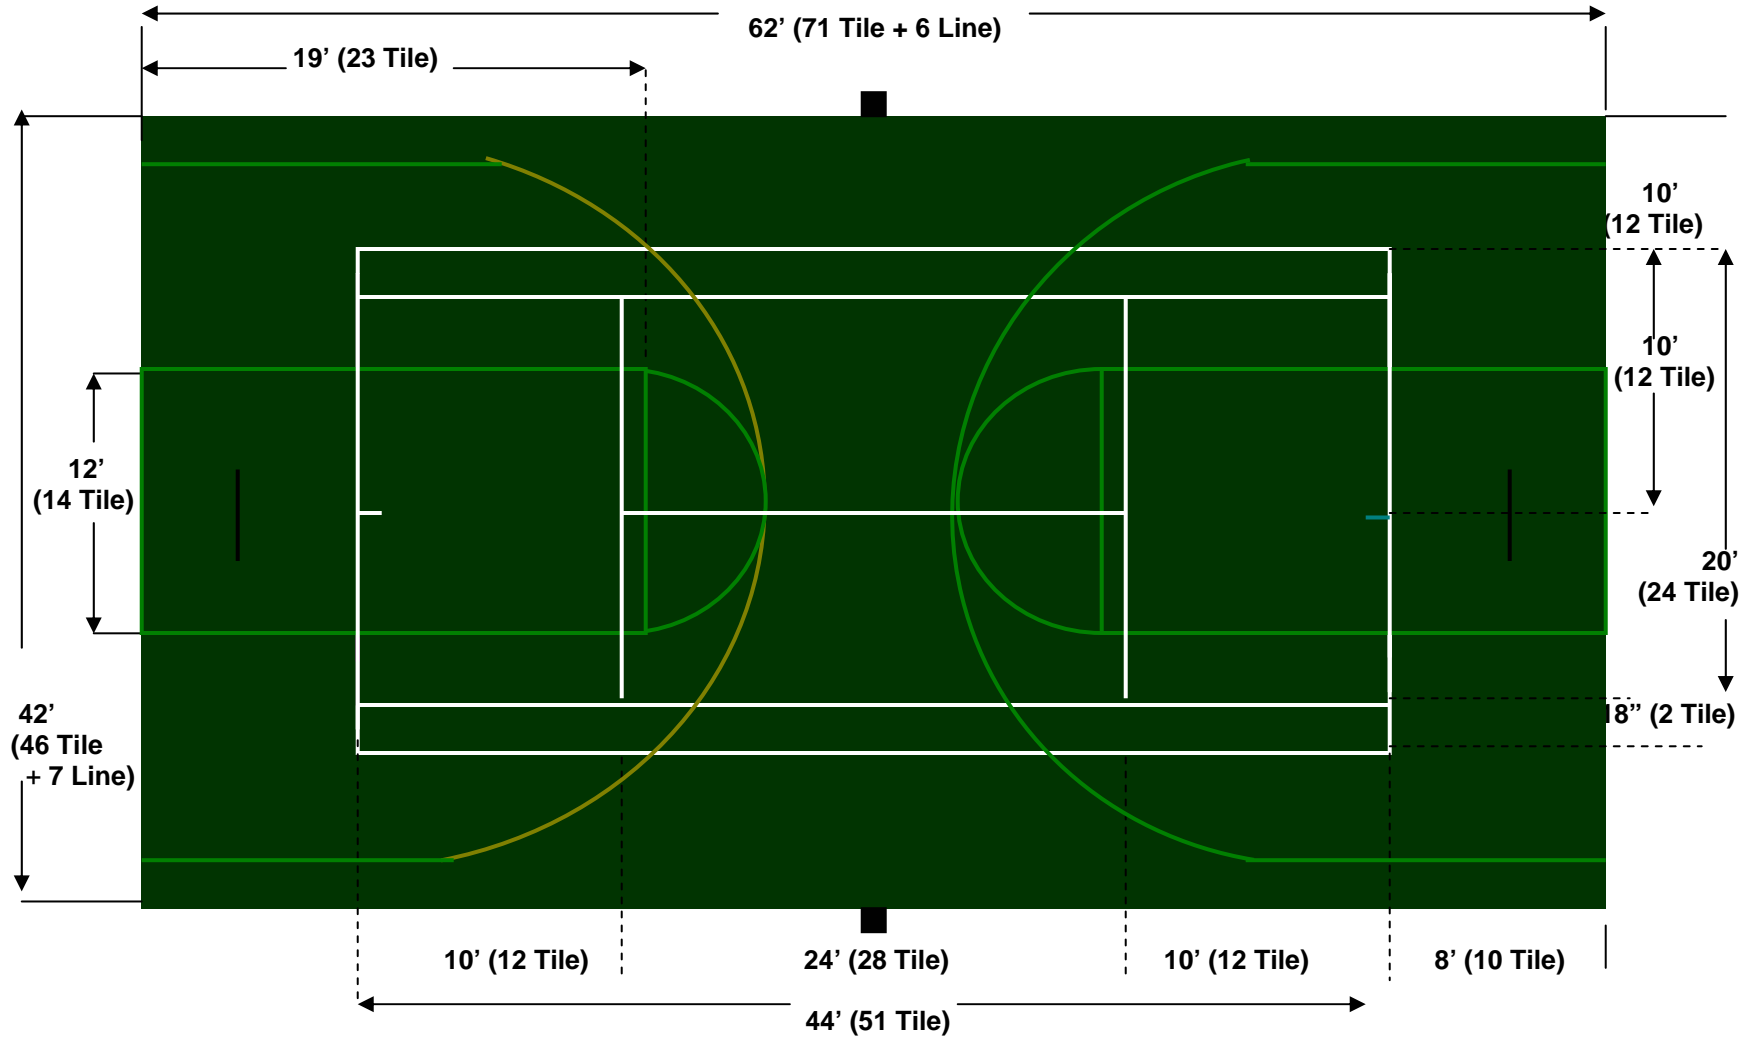 62’ (71 Tile + 6 Line)
19’ (23 Tile)
10’
(12 Tile)
10’
(12 Tile)
12’
(14 Tile)
20’
(24 Tile)
42’
(46 Tile
+ 7 Line)
18” (2 Tile)
10’ (12 Tile)
24’ (28 Tile)
10’ (12 Tile)
8’ (10 Tile)
44’ (51 Tile)